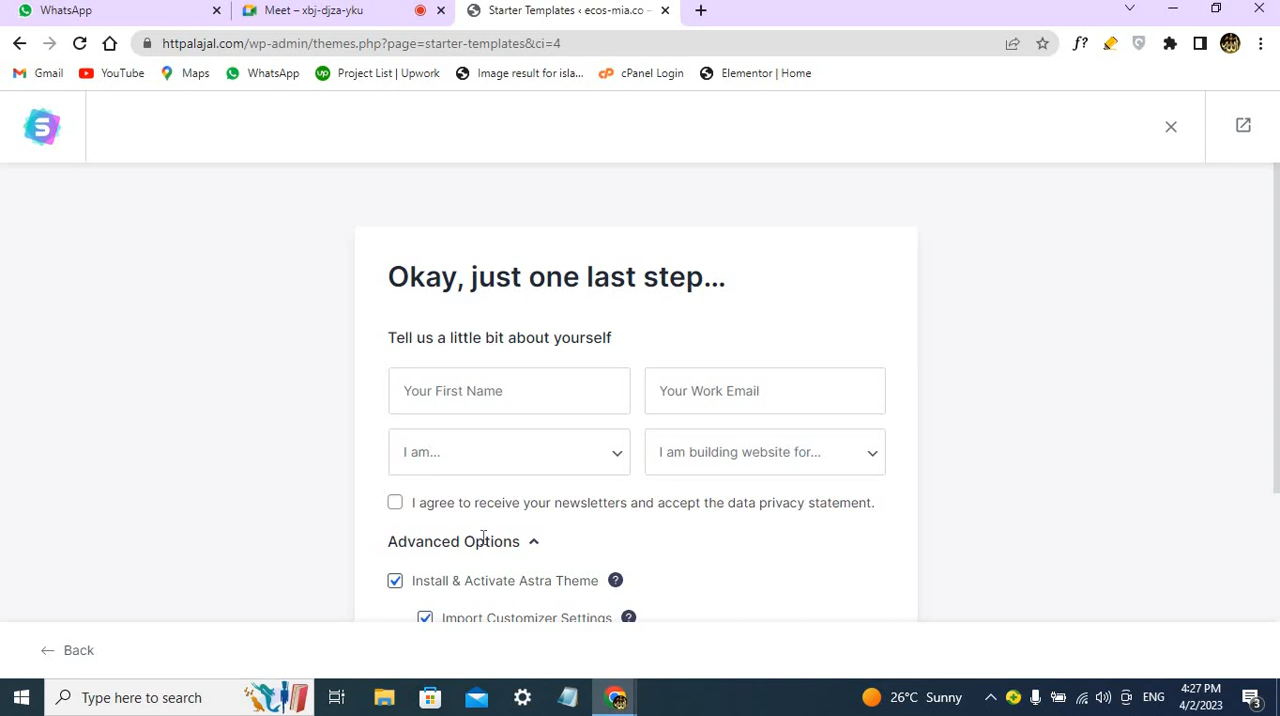 WhatsApp
Meet – xbj-djza-yku
Starter Templates ‹ ecos-mia.co –
httpalajal.com/wp-admin/themes.php?page=starter-templates&ci=4
f?
Gmail YouTube Maps WhatsApp Project List | Upwork Image result for isla... cPanel Login Elementor | Home
S
Okay, just one last step...
Tell us a little bit about yourself
Your First Name Your Work Email
I am... I am building website for...
I agree to receive your newsletters and accept the data privacy statement.
Advanced Options
Install & Activate Astra Theme ?
Import Customizer Settings ?
← Back
Type here to search
26°C Sunny
ENG
4:27 PM
4/2/2023
3